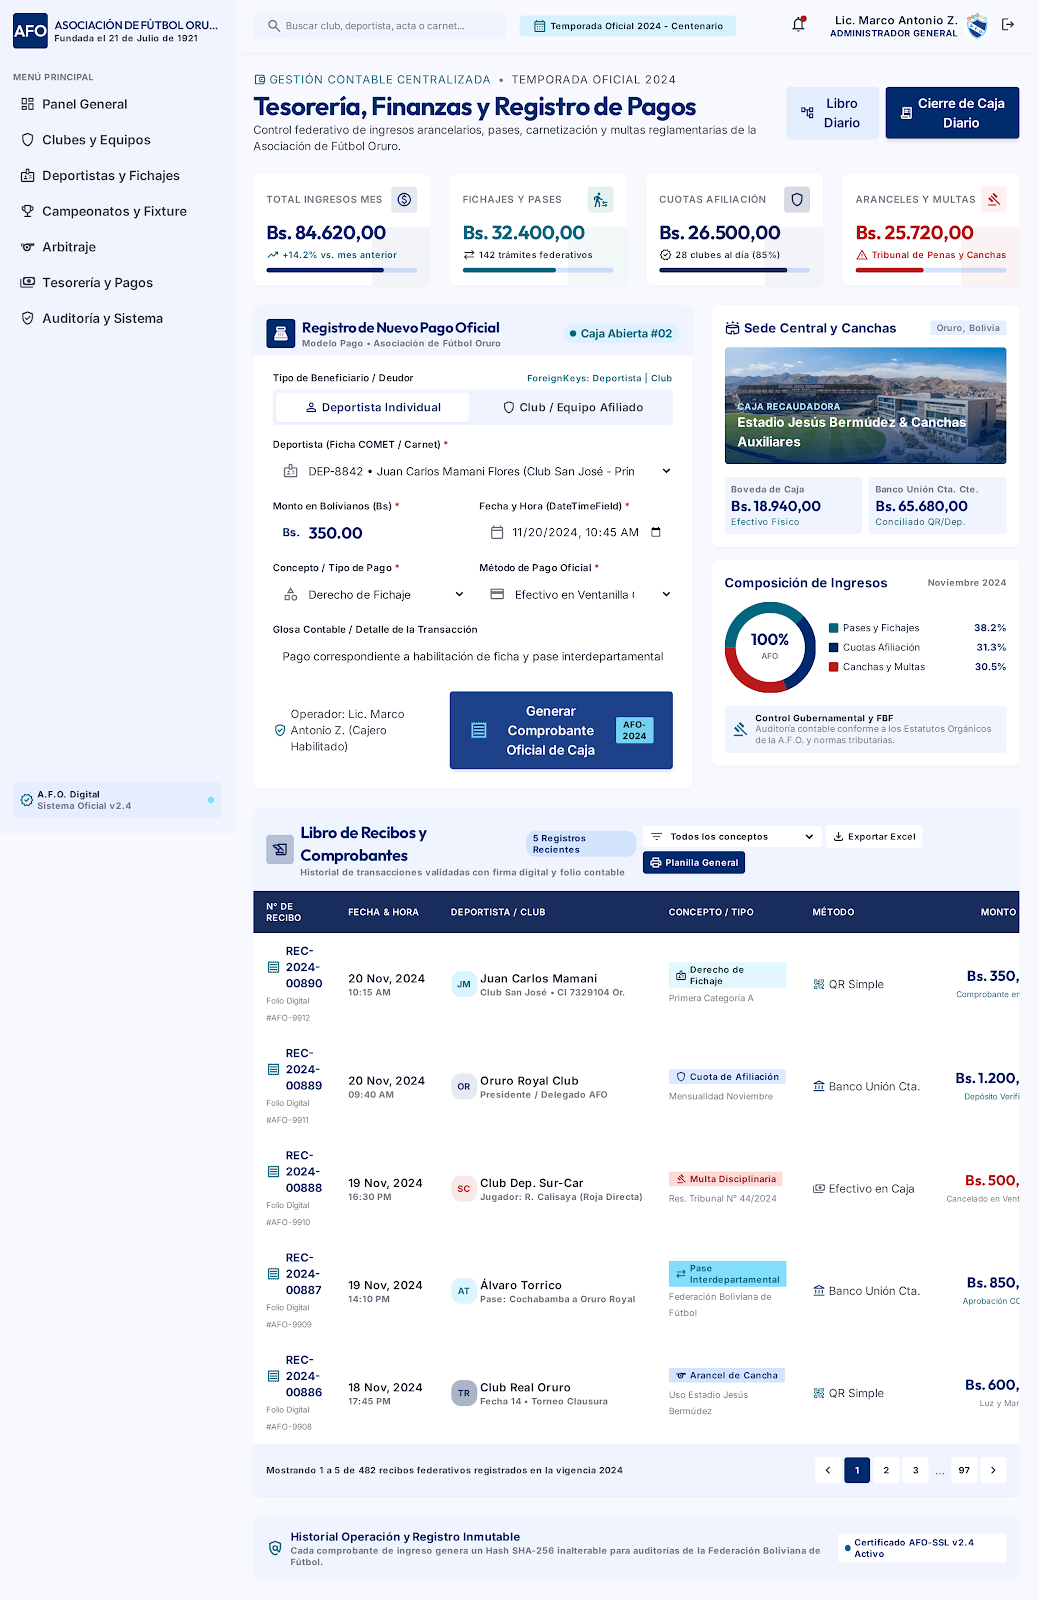 AFO
ASOCIACIÓN DE FÚTBOL ORU...
Fundada el 21 de Julio de 1921
Buscar club, deportista, acta o carnet...
Temporada Oficial 2024 - Centenario
Lic. Marco Antonio Z.
ADMINISTRADOR GENERAL
MENÚ PRINCIPAL
Panel General
Clubes y Equipos
Deportistas y Fichajes
Campeonatos y Fixture
Arbitraje
Tesorería y Pagos
Auditoría y Sistema
A.F.O. Digital
Sistema Oficial v2.4
GESTIÓN CONTABLE CENTRALIZADA • TEMPORADA OFICIAL 2024
Tesorería, Finanzas y Registro de Pagos
Control federativo de ingresos arancelarios, pases, carnetización y multas reglamentarias de la
Asociación de Fútbol Oruro.
Libro
Diario
Cierre de Caja
Diario
TOTAL INGRESOS MES
Bs. 84.620,00
+14.2% vs. mes anterior
FICHAJES Y PASES
Bs. 32.400,00
142 trámites federativos
CUOTAS AFILIACIÓN
Bs. 26.500,00
28 clubes al día (85%)
ARANCELES Y MULTAS
Bs. 25.720,00
Tribunal de Penas y Canchas
Registro de Nuevo Pago Oficial
Modelo Pago • Asociación de Fútbol Oruro
Caja Abierta #02
Tipo de Beneficiario / Deudor
ForeignKeys: Deportista | Club
Deportista Individual
Club / Equipo Afiliado
Deportista (Ficha COMET / Carnet) *
DEP-8842 • Juan Carlos Mamani Flores (Club San José - Prin
Monto en Bolivianos (Bs) *
Bs. 350.00
Fecha y Hora (DateTimeField) *
11/20/2024, 10:45 AM
Concepto / Tipo de Pago *
Derecho de Fichaje
Método de Pago Oficial *
Efectivo en Ventanilla (
Glosa Contable / Detalle de la Transacción
Pago correspondiente a habilitación de ficha y pase interdepartamental
Operador: Lic. Marco
Antonio Z. (Cajero
Habilitado)
Generar
Comprobante
Oficial de Caja
AFO-
2024
Sede Central y Canchas
Oruro, Bolivia
CAJA RECAUDADORA
Estadio Jesús Bermúdez & Canchas
Auxiliares
Boveda de Caja
Bs. 18.940,00
Efectivo Físico
Banco Unión Cta. Cte.
Bs. 65.680,00
Conciliado QR/Dep.
Composición de Ingresos
Noviembre 2024
100%
AFO
Pases y Fichajes 38.2%
Cuotas Afiliación 31.3%
Canchas y Multas 30.5%
Control Gubernamental y FBF
Auditoría contable conforme a los Estatutos Orgánicos
de la A.F.O. y normas tributarias.
Libro de Recibos y
Comprobantes
5 Registros
Recientes
Historial de transacciones validadas con firma digital y folio contable
Todos los conceptos
Exportar Excel
Planilla General
N° DE
RECIBO
FECHA & HORA
DEPORTISTA / CLUB
CONCEPTO / TIPO
MÉTODO
MONTO
REC-
2024-
00890
Folio Digital
#AFO-9912
20 Nov, 2024
10:15 AM
JM
Juan Carlos Mamani
Club San José • CI 7329104 Or.
Derecho de
Fichaje
Primera Categoría A
QR Simple
Bs. 350,
Comprobante en
REC-
2024-
00889
Folio Digital
#AFO-9911
20 Nov, 2024
09:40 AM
OR
Oruro Royal Club
Presidente / Delegado AFO
Cuota de Afiliación
Mensualidad Noviembre
Banco Unión Cta.
Bs. 1.200,
Depósito Verifi
REC-
2024-
00888
Folio Digital
#AFO-9910
19 Nov, 2024
16:30 PM
SC
Club Dep. Sur-Car
Jugador: R. Calisaya (Roja Directa)
Multa Disciplinaria
Res. Tribunal N° 44/2024
Efectivo en Caja
Bs. 500,
Cancelado en Vent
REC-
2024-
00887
Folio Digital
#AFO-9909
19 Nov, 2024
14:10 PM
AT
Álvaro Torrico
Pase: Cochabamba a Oruro Royal
Pase
Interdepartamental
Federación Boliviana de
Fútbol
Banco Unión Cta.
Bs. 850,
Aprobación CO
REC-
2024-
00886
Folio Digital
#AFO-9908
18 Nov, 2024
17:45 PM
TR
Club Real Oruro
Fecha 14 • Torneo Clausura
Arancel de Cancha
Uso Estadio Jesús
Bermúdez
QR Simple
Bs. 600,
Luz y Mar
Mostrando 1 a 5 de 482 recibos federativos registrados en la vigencia 2024
1 2 3 ... 97
Historial Operación y Registro Inmutable
Cada comprobante de ingreso genera un Hash SHA-256 inalterable para auditorías de la Federación Boliviana de
Fútbol.
Certificado AFO-SSL v2.4
Activo